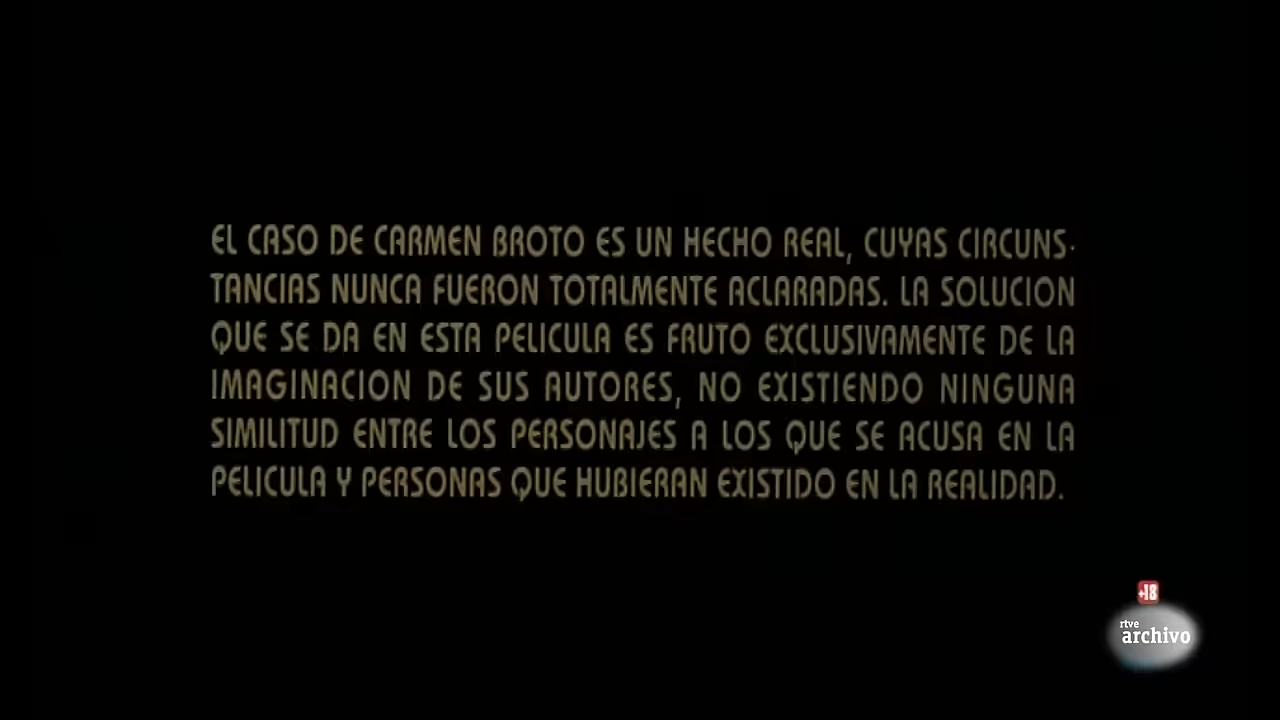 EL CASO DE CARMEN BROTO ES UN HECHO REAL, CUYAS CIRCUNS-
TANCIAS NUNCA FUERON TOTALMENTE ACLARADAS. LA SOLUCION
QUE SE DA EN ESTA PELICULA ES FRUTO EXCLUSIVAMENTE DE LA
IMAGINACION DE SUS AUTORES, NO EXISTIENDO NINGUNA
SIMILITUD ENTRE LOS PERSONAJES A LOS QUE SE ACUSA EN LA
PELICULA Y PERSONAS QUE HUBIERAN EXISTIDO EN LA REALIDAD.
+18
rtve
archivo